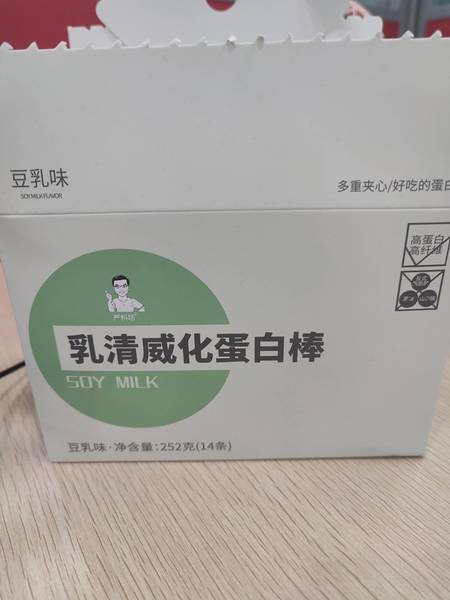 豆乳味
SOY MILK FLAVOR
多重夹心/好吃的蛋白
高蛋白
高纤维
严科坊
乳清威化蛋白棒
SOY MILK
豆乳味·净含量:252克(14条)